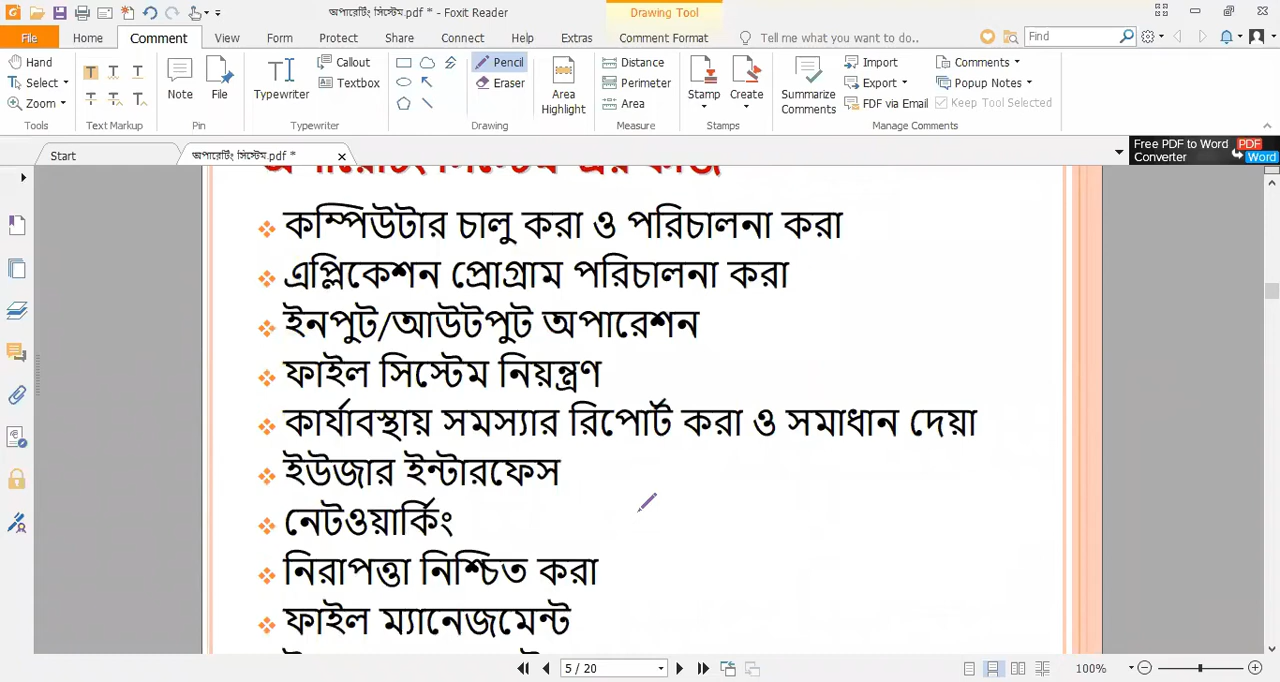 অপারেটিং সিস্টেম.pdf * - Foxit Reader
Drawing Tool
File Home Comment View Form Protect Share Connect Help Extras Comment Format Tell me what you want to do.. Find
Hand
Select
Zoom
Tools
Text Markup
Note
File
Pin
Typewriter
Callout
Textbox
Typewriter
Pencil
Eraser
Drawing
Area Highlight
Distance
Perimeter
Area
Measure
Stamp
Create
Stamps
Summarize Comments
Import
Export
FDF via Email
Comments
Popup Notes
Keep Tool Selected
Manage Comments
Start
অপারেটিং সিস্টেম.pdf *
Free PDF to Word
Converter
PDF
Word
অপারেটিং সিস্টেম এর কাজ
কম্পিউটার চালু করা ও পরিচালনা করা
এপ্লিকেশন প্রোগ্রাম পরিচালনা করা
ইনপুট/আউটপুট অপারেশন
ফাইল সিস্টেম নিয়ন্ত্রণ
কার্যাবস্থায় সমস্যার রিপোর্ট করা ও সমাধান দেয়া
ইউজার ইন্টারফেস
নেটওয়ার্কিং
নিরাপত্তা নিশ্চিত করা
ফাইল ম্যানেজমেন্ট
5 / 20
100%